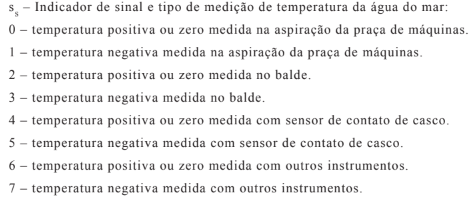 s_s – Indicador de sinal e tipo de medição de temperatura da água do mar:
0 – temperatura positiva ou zero medida na aspiração da praça de máquinas.
1 – temperatura negativa medida na aspiração da praça de máquinas.
2 – temperatura positiva ou zero medida no balde.
3 – temperatura negativa medida no balde.
4 – temperatura positiva ou zero medida com sensor de contato de casco.
5 – temperatura negativa medida com sensor de contato de casco.
6 – temperatura positiva ou zero medida com outros instrumentos.
7 – temperatura negativa medida com outros instrumentos.